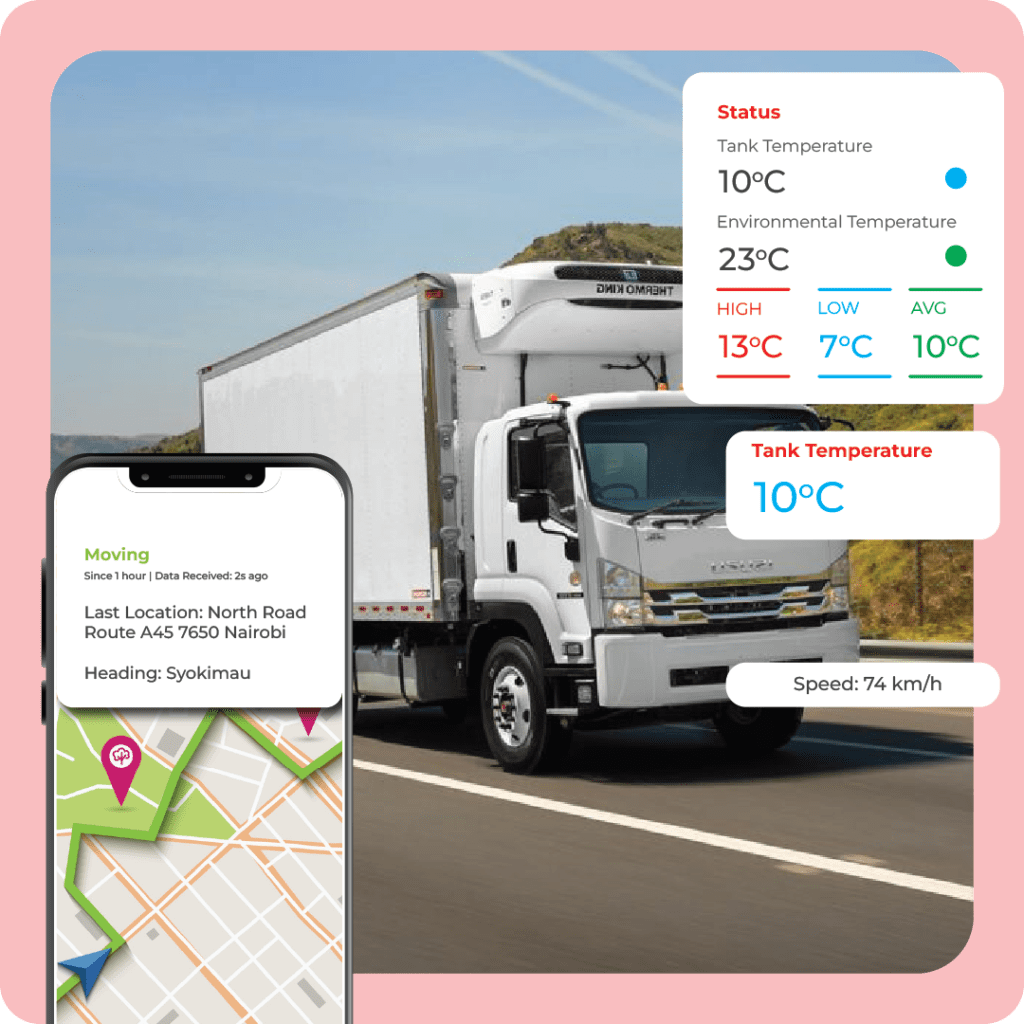 Status
Tank Temperature
10°C
Environmental Temperature
23°C
HIGH LOW AVG
13°C 7°C 10°C
THERMO KING
Tank Temperature
10°C
ISUZU
Moving
Since 1 hour | Data Received: 2s ago
Last Location: North Road
Route A45 7650 Nairobi
Heading: Syokimau
Speed: 74 km/h